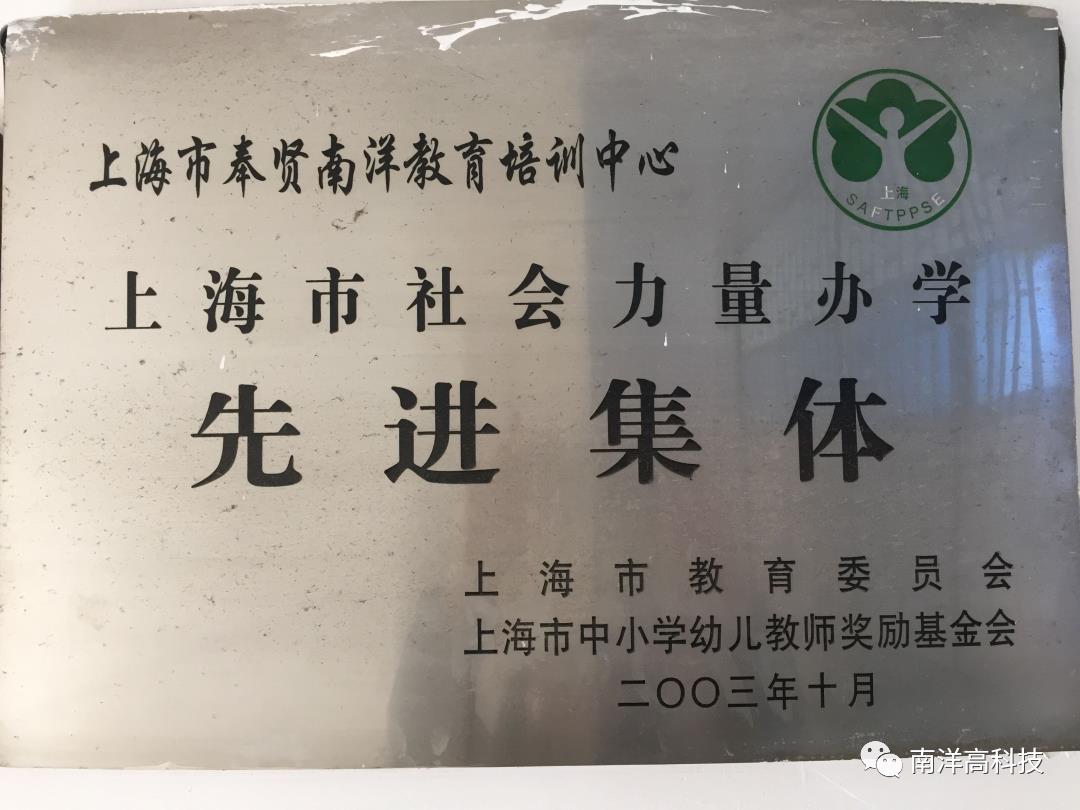 上海市奉贤南洋教育培训中心
上海
SAFTPPSE
上海市社会力量办学
先进集体
上海市教育委员会
上海市中小学幼儿教师奖励基金会
二〇〇三年十月
南洋高科技